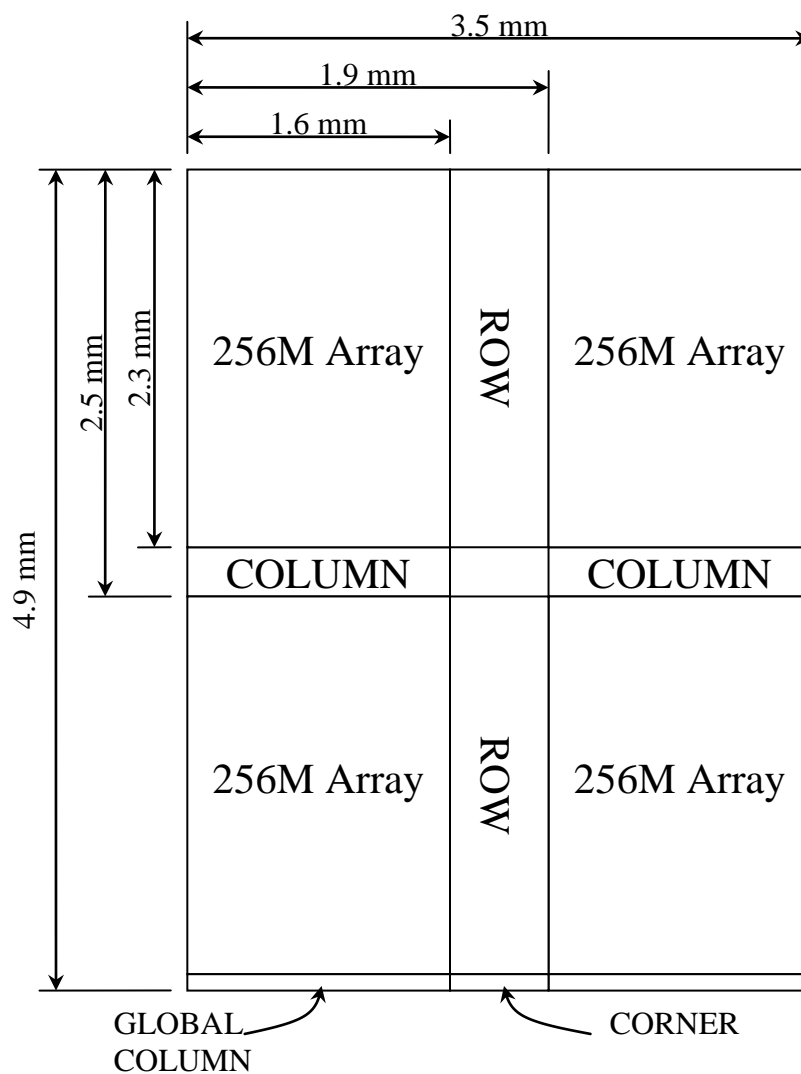 3.5 mm
1.9 mm
1.6 mm
4.9 mm
2.5 mm
2.3 mm
256M Array
ROW
256M Array
COLUMN
COLUMN
256M Array
ROW
256M Array
GLOBAL
COLUMN
CORNER